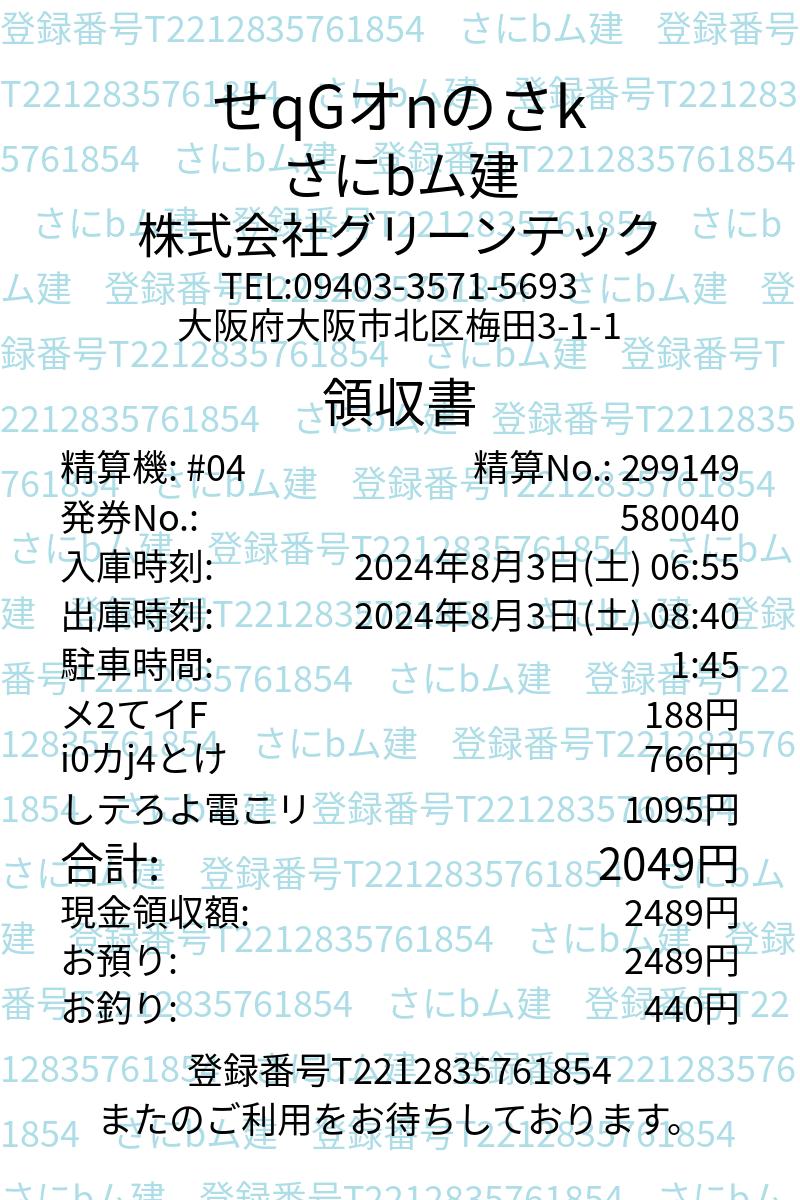 せqGオnのさk
さにbム建
株式会社グリーンテック
TEL:09403-3571-5693
大阪府大阪市北区梅田3-1-1
領収書
精算機: #04 精算No.: 299149
発券No.: 580040
入庫時刻: 2024年8月3日(土) 06:55
出庫時刻: 2024年8月3日(土) 08:40
駐車時間: 1:45
メ2てイF 188円
i0カj4とけ 766円
しテろよ電こリ 1095円
合計: 2049円
現金領収額: 2489円
お預り: 2489円
お釣り: 440円
登録番号T2212835761854
またのご利用をお待ちしております。